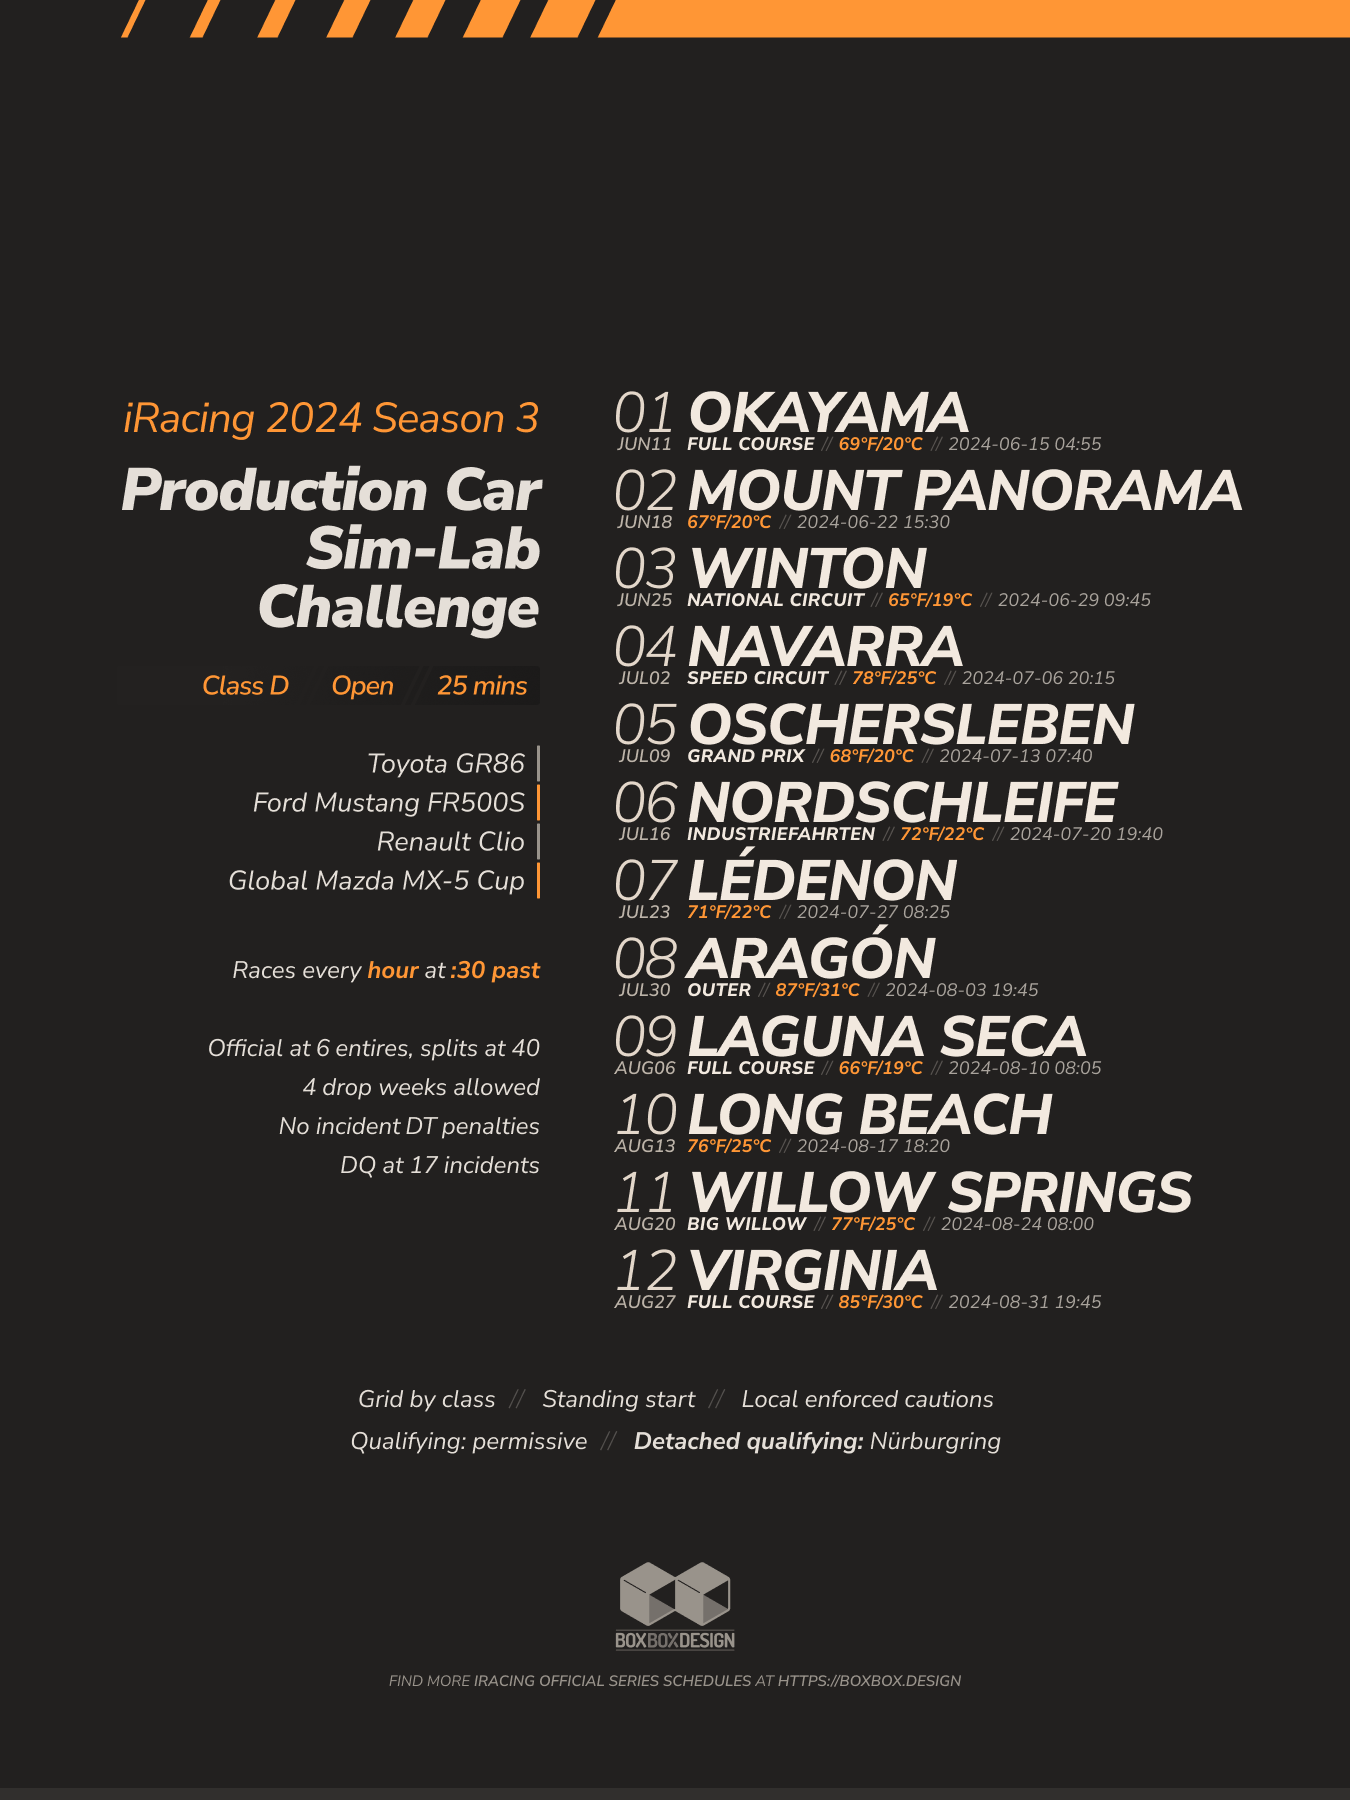 iRacing 2024 Season 3
Production Car
Sim-Lab
Challenge
Class D // Open // 25 mins
Toyota GR86
Ford Mustang FR500S
Renault Clio
Global Mazda MX-5 Cup
Races every hour at :30 past
Official at 6 entires, splits at 40
4 drop weeks allowed
No incident DT penalties
DQ at 17 incidents
01 OKAYAMA
JUN11 FULL COURSE // 69°F/20°C // 2024-06-15 04:55
02 MOUNT PANORAMA
JUN18 67°F/20°C // 2024-06-22 15:30
03 WINTON
JUN25 NATIONAL CIRCUIT // 65°F/19°C // 2024-06-29 09:45
04 NAVARRA
JUL02 SPEED CIRCUIT // 78°F/25°C // 2024-07-06 20:15
05 OSCHERSLEBEN
JUL09 GRAND PRIX // 68°F/20°C // 2024-07-13 07:40
06 NORDSCHLEIFE
JUL16 INDUSTRIEFAHRTEN // 72°F/22°C // 2024-07-20 19:40
07 LÉDENON
JUL23 71°F/22°C // 2024-07-27 08:25
08 ARAGÓN
JUL30 OUTER // 87°F/31°C // 2024-08-03 19:45
09 LAGUNA SECA
AUG06 FULL COURSE // 66°F/19°C // 2024-08-10 08:05
10 LONG BEACH
AUG13 76°F/25°C // 2024-08-17 18:20
11 WILLOW SPRINGS
AUG20 BIG WILLOW // 77°F/25°C // 2024-08-24 08:00
12 VIRGINIA
AUG27 FULL COURSE // 85°F/30°C // 2024-08-31 19:45
Grid by class // Standing start // Local enforced cautions
Qualifying: permissive // Detached qualifying: Nürburgring
BOXBOXDESIGN
FIND MORE IRACING OFFICIAL SERIES SCHEDULES AT HTTPS://BOXBOX.DESIGN